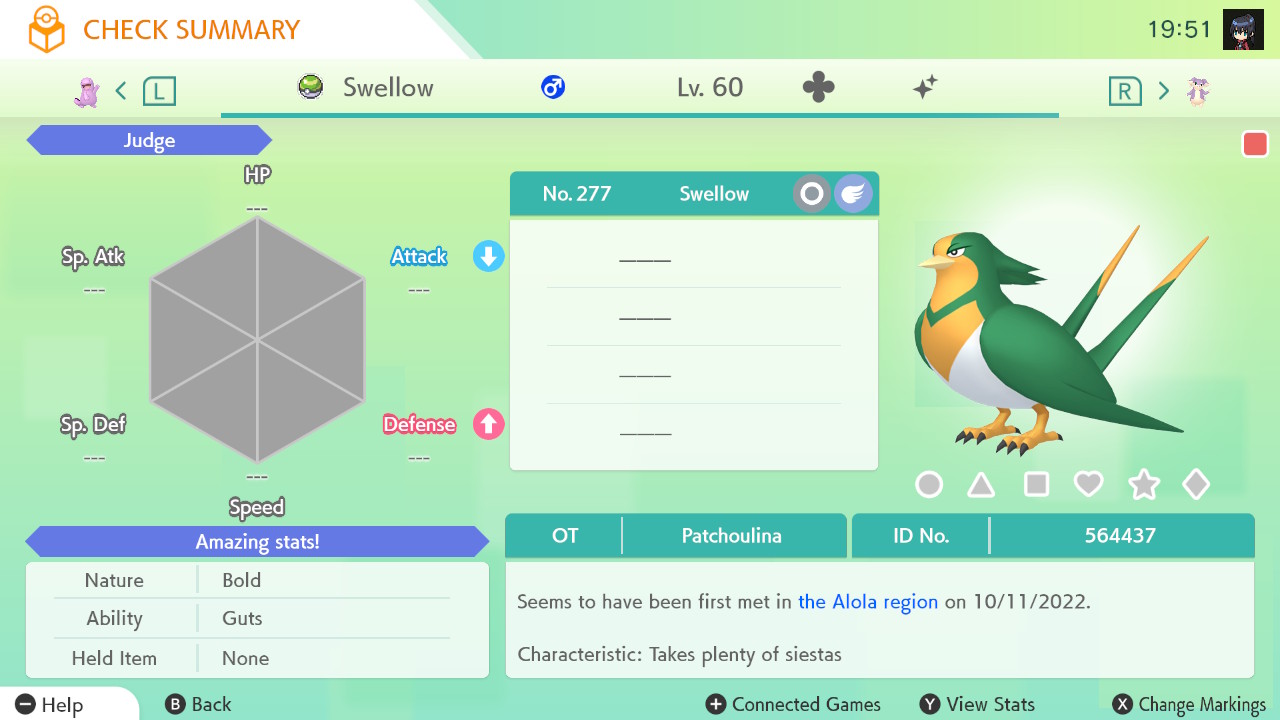 CHECK SUMMARY
19:51
L
Swellow
Lv. 60
R
Judge
HP
---
Sp. Atk
---
Attack
---
Sp. Def
---
Defense
---
---
Speed
Amazing stats!
Nature Bold
Ability Guts
Held Item None
No. 277 Swellow
———
———
———
———
OT Patchoulina
ID No. 564437
Seems to have been first met in the Alola region on 10/11/2022.
Characteristic: Takes plenty of siestas
Help
B Back
Connected Games
Y View Stats
X Change Markings